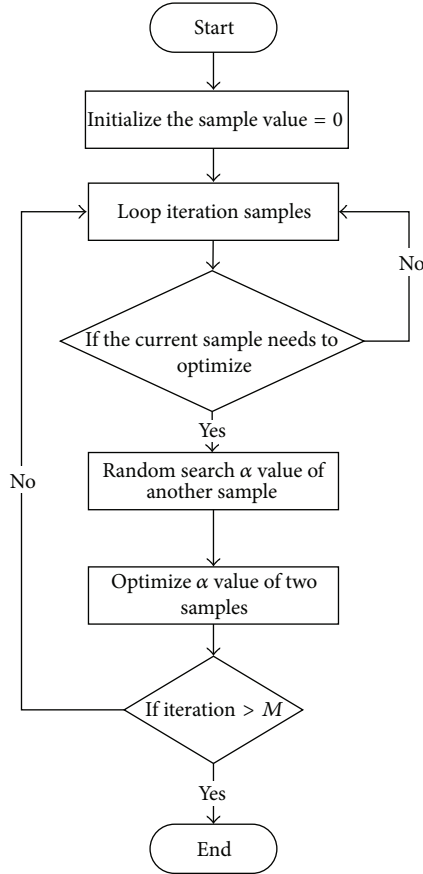 Start
Initialize the sample value = 0
Loop iteration samples
No
If the current sample needs to
optimize
Yes
Random search α value of
another sample
No
Optimize α value of two
samples
If iteration > M
Yes
End